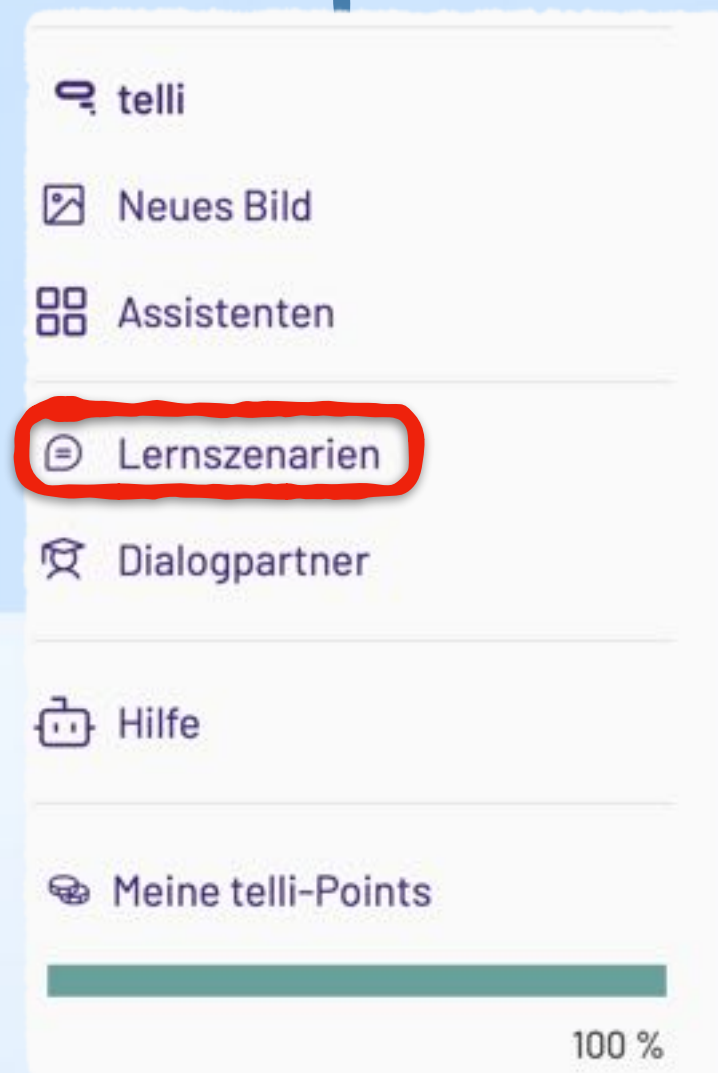 telli
Neues Bild
Assistenten
Lernszenarien
Dialogpartner
Hilfe
Meine telli-Points
100 %